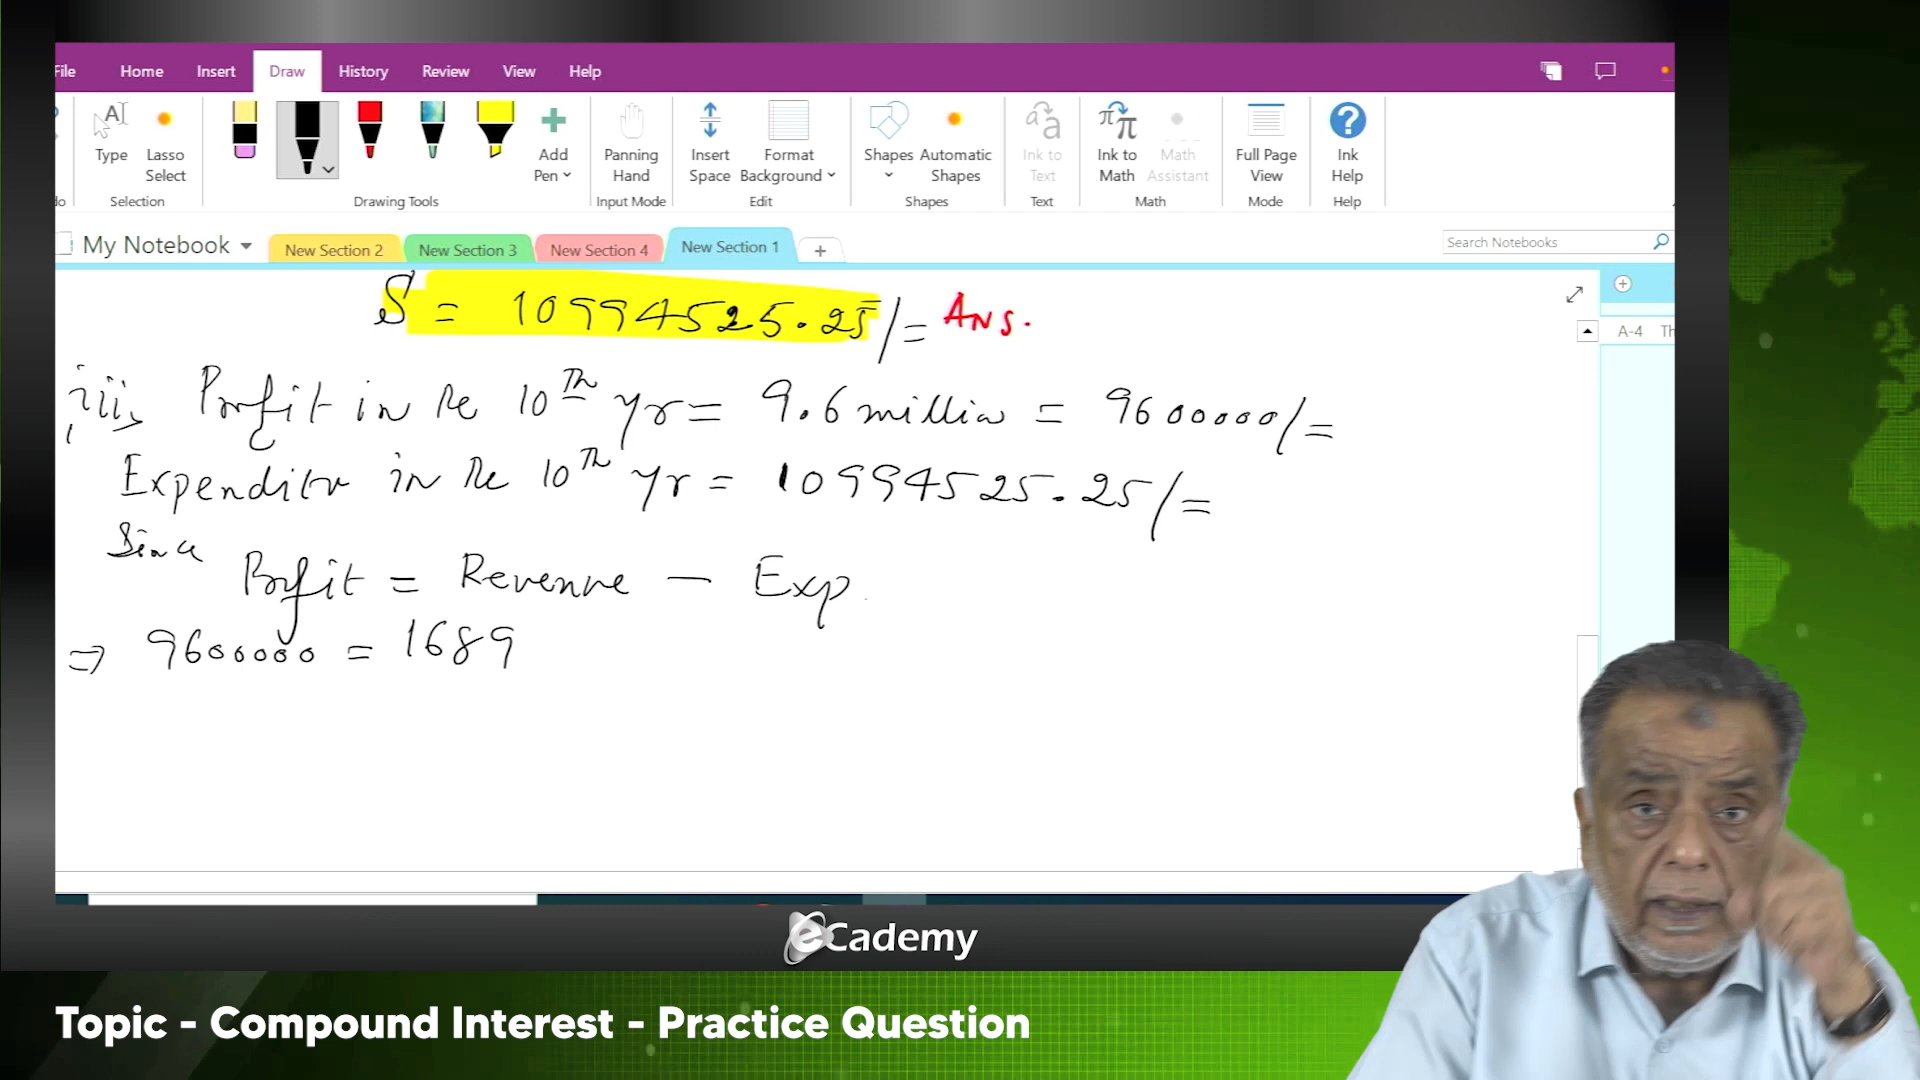 File Home Insert Draw History Review View Help
Type Lasso Select Add Pen Panning Hand Insert Space Format Background Shapes Automatic Shapes Ink to Text Ink to Math Math Assistant Full Page View Ink Help
Selection Drawing Tools Input Mode Edit Shapes Text Math Mode Help
My Notebook New Section 2 New Section 3 New Section 4 New Section 1 + Search Notebooks
S = 10994525.25/= Ans.
A-4 Th
iii, Profit in the 10th yr = 9.6 million = 9600000/=
Expenditr in the 10th yr = 10994525.25/=
Since
Profit = Revenue - Exp.
⇒ 9600000 = 1689
eCademy
Topic - Compound Interest - Practice Question